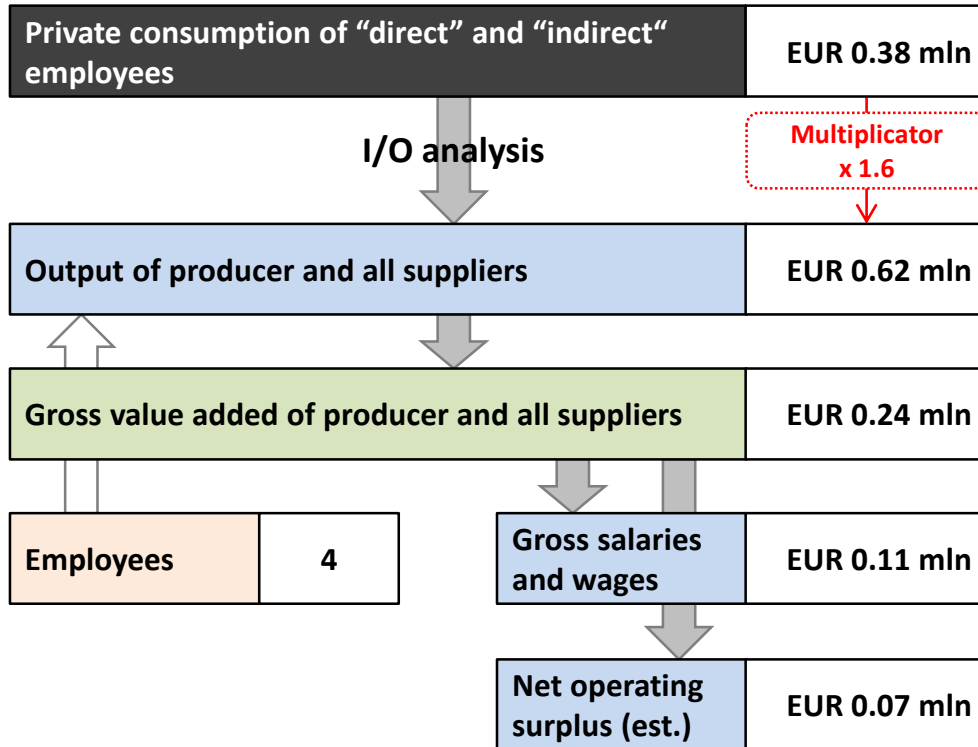 Private consumption of “direct” and “indirect“
employees
EUR 0.38 mln
I/O analysis
Multiplicator
x 1.6
Output of producer and all suppliers
EUR 0.62 mln
Gross value added of producer and all suppliers
EUR 0.24 mln
Employees
4
Gross salaries
and wages
EUR 0.11 mln
Net operating
surplus (est.)
EUR 0.07 mln